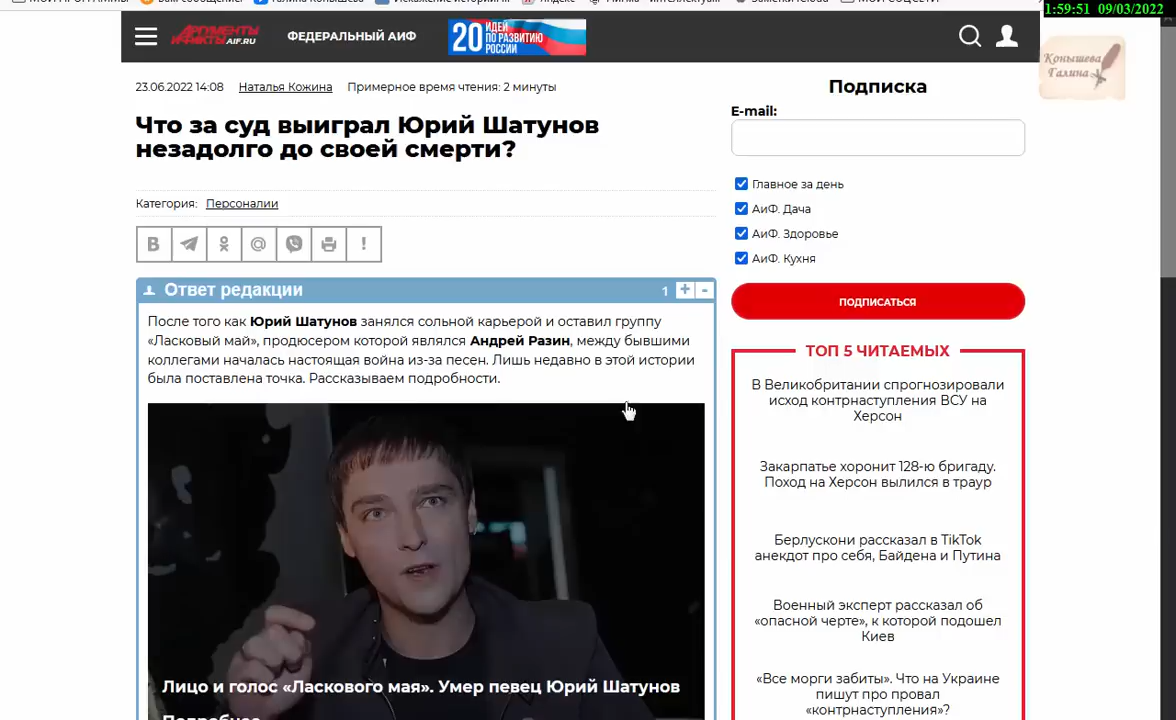 1:59:51 09/03/2022
АРГУМЕНТЫ
И ФАКТЫ AIF.RU
ФЕДЕРАЛЬНЫЙ АИФ
20 ИДЕЙ
ПО РАЗВИТИЮ
РОССИИ
Конышева
Галина
23.06.2022 14:08 Наталья Кожина Примерное время чтения: 2 минуты
Что за суд выиграл Юрий Шатунов
незадолго до своей смерти?
Категория: Персоналии
Ответ редакции 1 + -
После того как Юрий Шатунов занялся сольной карьерой и оставил группу
«Ласковый май», продюсером которой являлся Андрей Разин, между бывшими
коллегами началась настоящая война из-за песен. Лишь недавно в этой истории
была поставлена точка. Рассказываем подробности.
Лицо и голос «Ласкового мая». Умер певец Юрий Шатунов
Подробнее
Подписка
E-mail:
Главное за день
АиФ. Дача
АиФ. Здоровье
АиФ. Кухня
ПОДПИСАТЬСЯ
ТОП 5 ЧИТАЕМЫХ
В Великобритании спрогнозировали
исход контрнаступления ВСУ на
Херсон
Закарпатье хоронит 128-ю бригаду.
Поход на Херсон вылился в траур
Берлускони рассказал в TikTok
анекдот про себя, Байдена и Путина
Военный эксперт рассказал об
«опасной черте», к которой подошел
Киев
«Все морги забиты». Что на Украине
пишут про провал
«контрнаступления»?